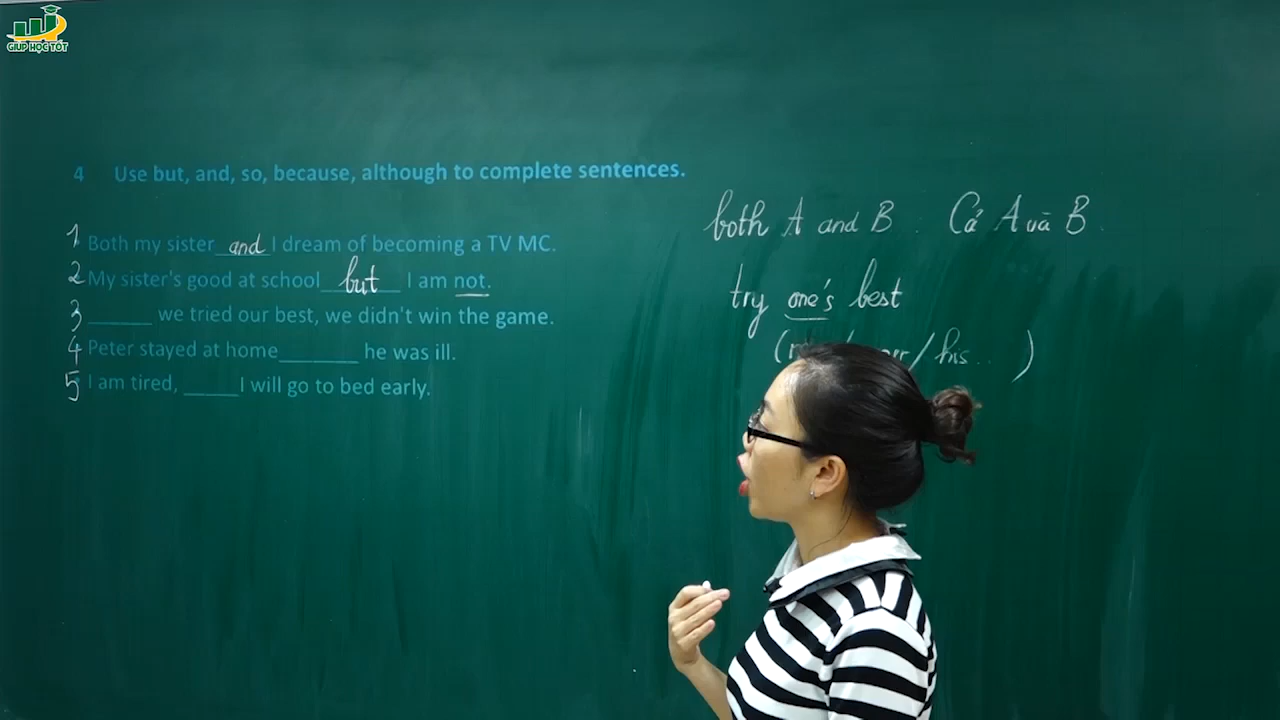 GIÚP HỌC TỐT
4 Use but, and, so, because, although to complete sentences.
1 Both my sister and I dream of becoming a TV MC.
2 My sister's good at school but I am not.
3 ______ we tried our best, we didn't win the game.
4 Peter stayed at home_______ he was ill.
5 I am tired, _____ I will go to bed early.
both A and B : Cả A và B.
try one's best
( / / his... )